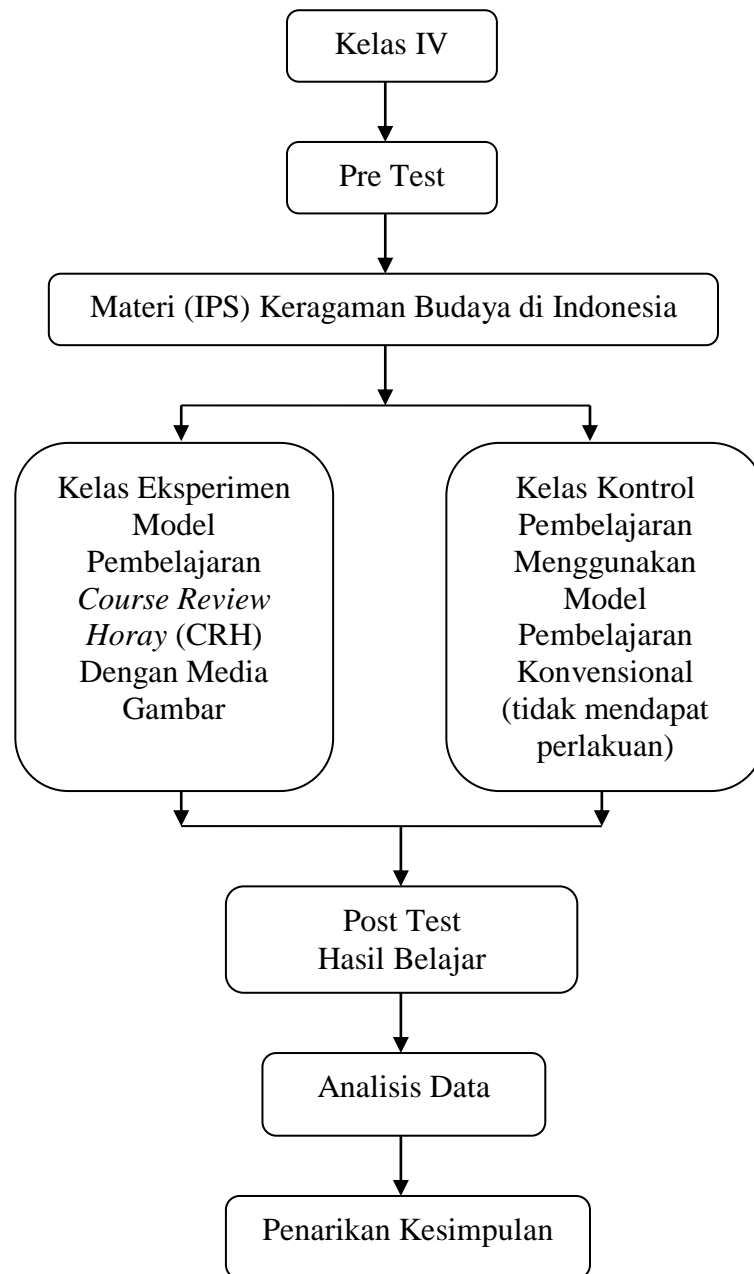 Kelas IV
Pre Test
Materi (IPS) Keragaman Budaya di Indonesia
Kelas Eksperimen
Model
Pembelajaran
Course Review
Horay (CRH)
Dengan Media
Gambar
Kelas Kontrol
Pembelajaran
Menggunakan
Model
Pembelajaran
Konvensional
(tidak mendapat
perlakuan)
Post Test
Hasil Belajar
Analisis Data
Penarikan Kesimpulan